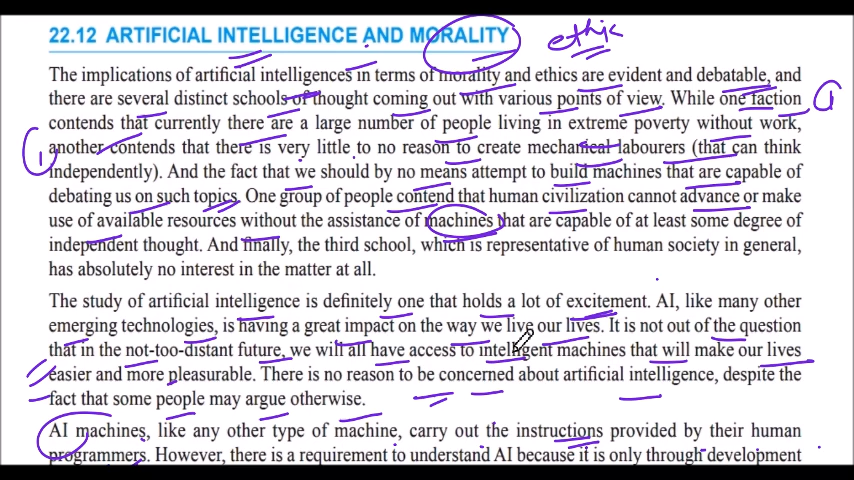 22.12 ARTIFICIAL INTELLIGENCE AND MORALITY
ethic
The implications of artificial intelligences in terms of morality and ethics are evident and debatable, and
there are several distinct schools of thought coming out with various points of view. While one faction
contends that currently there are a large number of people living in extreme poverty without work,
another contends that there is very little to no reason to create mechanical labourers (that can think
independently). And the fact that we should by no means attempt to build machines that are capable of
debating us on such topics. One group of people contend that human civilization cannot advance or make
use of available resources without the assistance of machines that are capable of at least some degree of
independent thought. And finally, the third school, which is representative of human society in general,
has absolutely no interest in the matter at all.
The study of artificial intelligence is definitely one that holds a lot of excitement. AI, like many other
emerging technologies, is having a great impact on the way we live our lives. It is not out of the question
that in the not-too-distant future, we will all have access to intelligent machines that will make our lives
easier and more pleasurable. There is no reason to be concerned about artificial intelligence, despite the
fact that some people may argue otherwise.
AI machines, like any other type of machine, carry out the instructions provided by their human
programmers. However, there is a requirement to understand AI because it is only through development